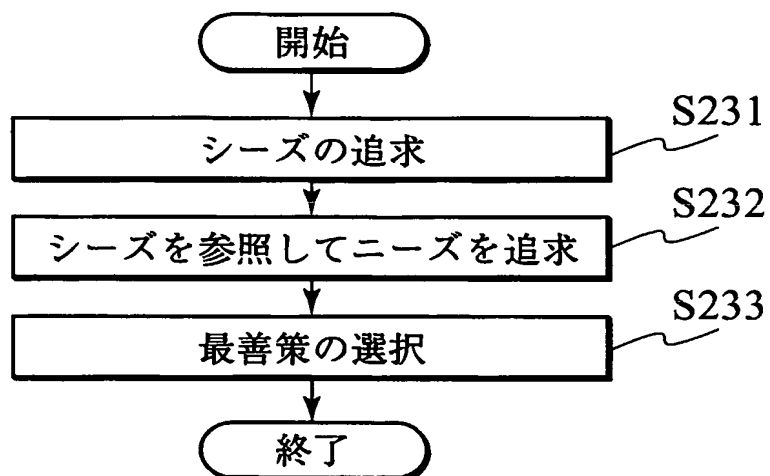 開始
シーズの追求
S231
シーズを参照してニーズを追求
S232
最善策の選択
S233
終了